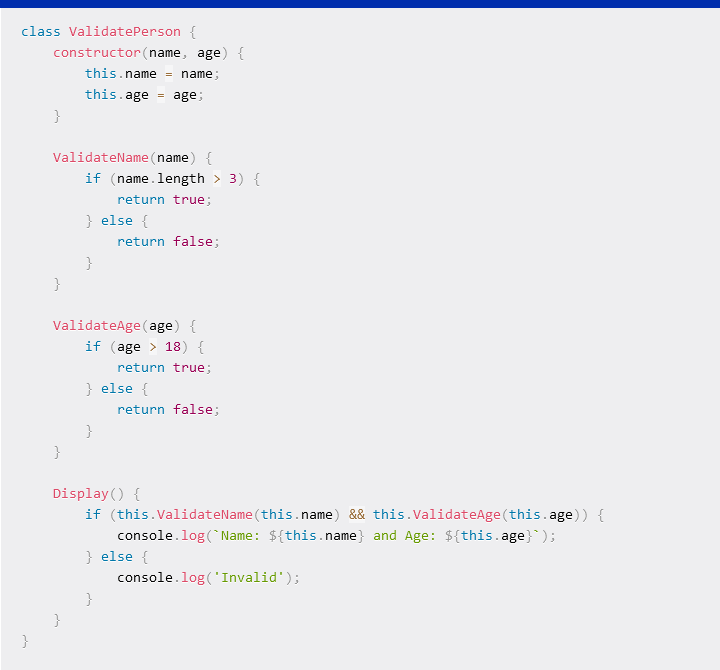 class ValidatePerson {
    constructor(name, age) {
        this.name = name;
        this.age = age;
    }

    ValidateName(name) {
        if (name.length > 3) {
            return true;
        } else {
            return false;
        }
    }

    ValidateAge(age) {
        if (age > 18) {
            return true;
        } else {
            return false;
        }
    }

    Display() {
        if (this.ValidateName(this.name) && this.ValidateAge(this.age)) {
            console.log(`Name: ${this.name} and Age: ${this.age}`);
        } else {
            console.log('Invalid');
        }
    }
}